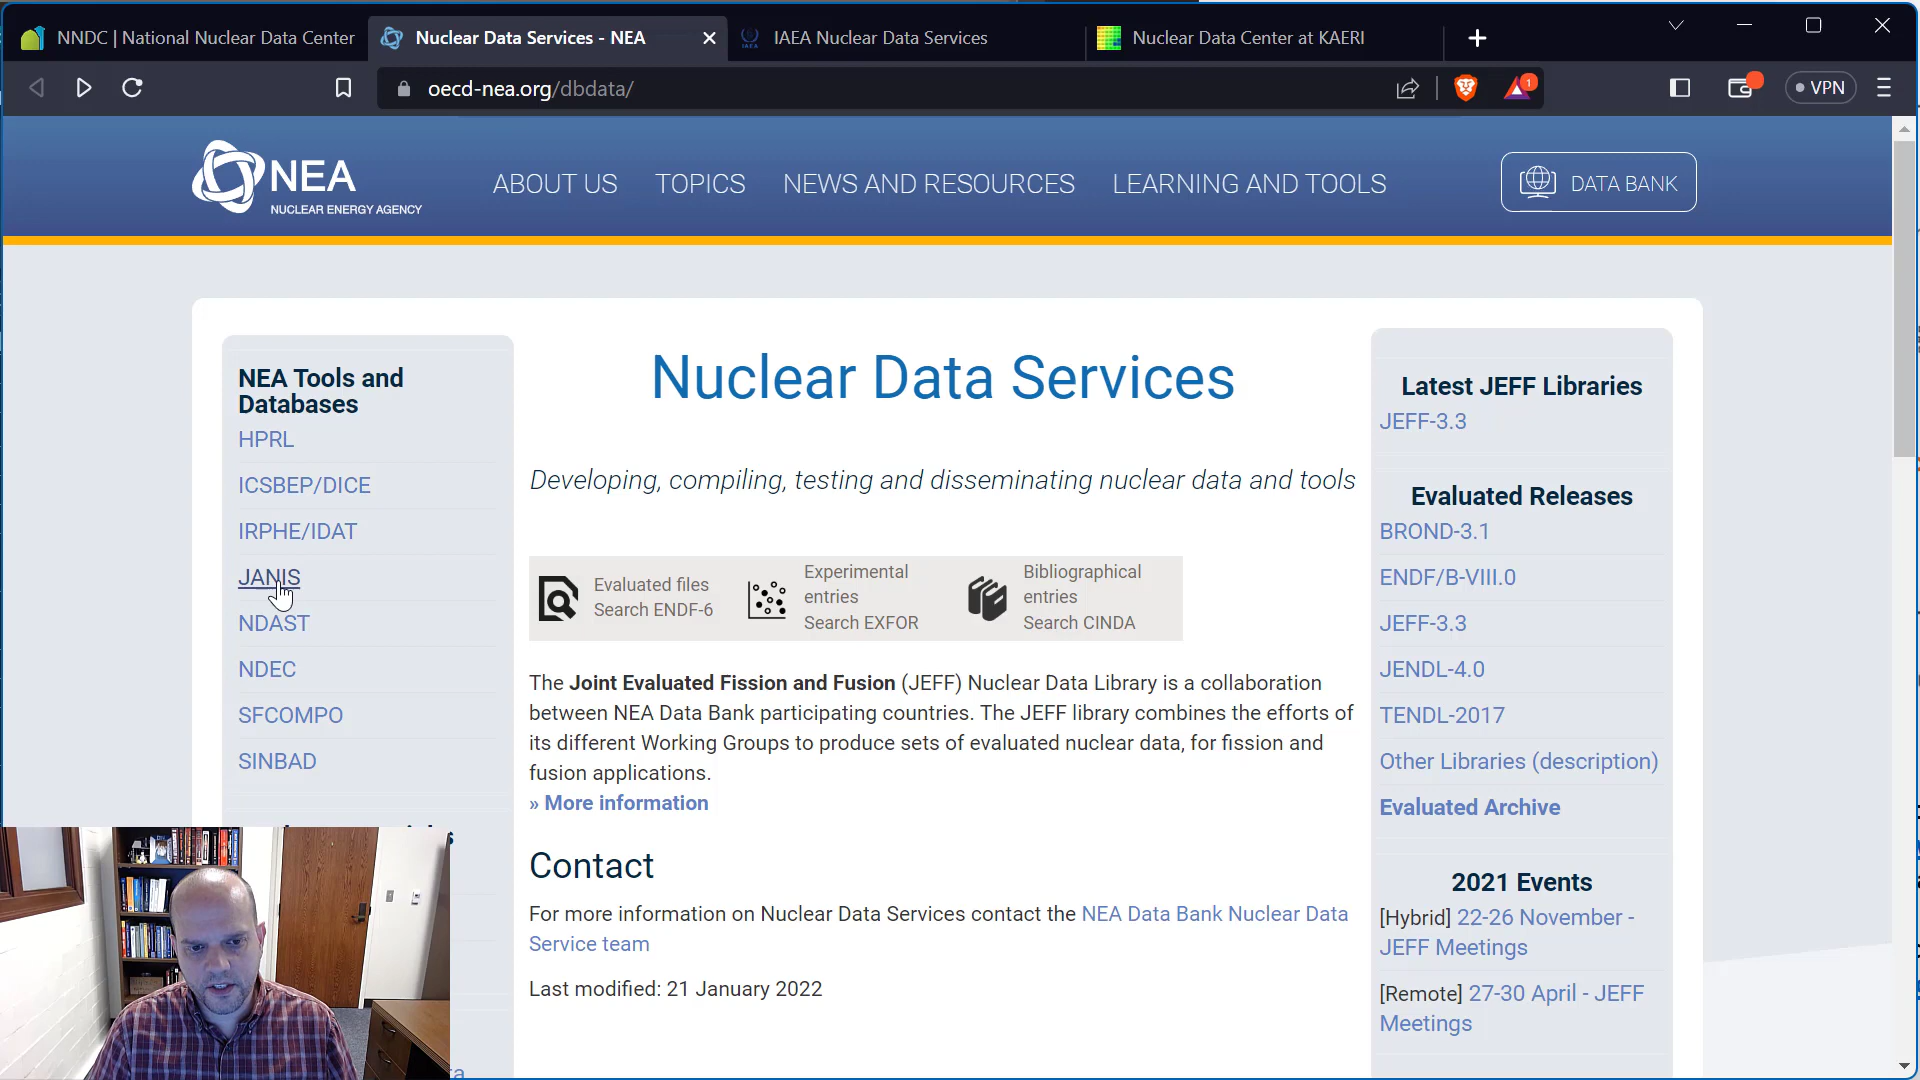 NNDC | National Nuclear Data Center
Nuclear Data Services - NEA
IAEA Nuclear Data Services
Nuclear Data Center at KAERI
oecd-nea.org/dbdata/
1
VPN
NEA
NUCLEAR ENERGY AGENCY
ABOUT US
TOPICS
NEWS AND RESOURCES
LEARNING AND TOOLS
DATA BANK
NEA Tools and
Databases
HPRL
ICSBEP/DICE
IRPHE/IDAT
JANIS
NDAST
NDEC
SFCOMPO
SINBAD
Nuclear Data Services
Developing, compiling, testing and disseminating nuclear data and tools
Evaluated files
Search ENDF-6
Experimental
entries
Search EXFOR
Bibliographical
entries
Search CINDA
The Joint Evaluated Fission and Fusion (JEFF) Nuclear Data Library is a collaboration
between NEA Data Bank participating countries. The JEFF library combines the efforts of
its different Working Groups to produce sets of evaluated nuclear data, for fission and
fusion applications.
» More information
Contact
For more information on Nuclear Data Services contact the NEA Data Bank Nuclear Data
Service team
Last modified: 21 January 2022
Latest JEFF Libraries
JEFF-3.3
Evaluated Releases
BROND-3.1
ENDF/B-VIII.0
JEFF-3.3
JENDL-4.0
TENDL-2017
Other Libraries (description)
Evaluated Archive
2021 Events
[Hybrid] 22-26 November -
JEFF Meetings
[Remote] 27-30 April - JEFF
Meetings